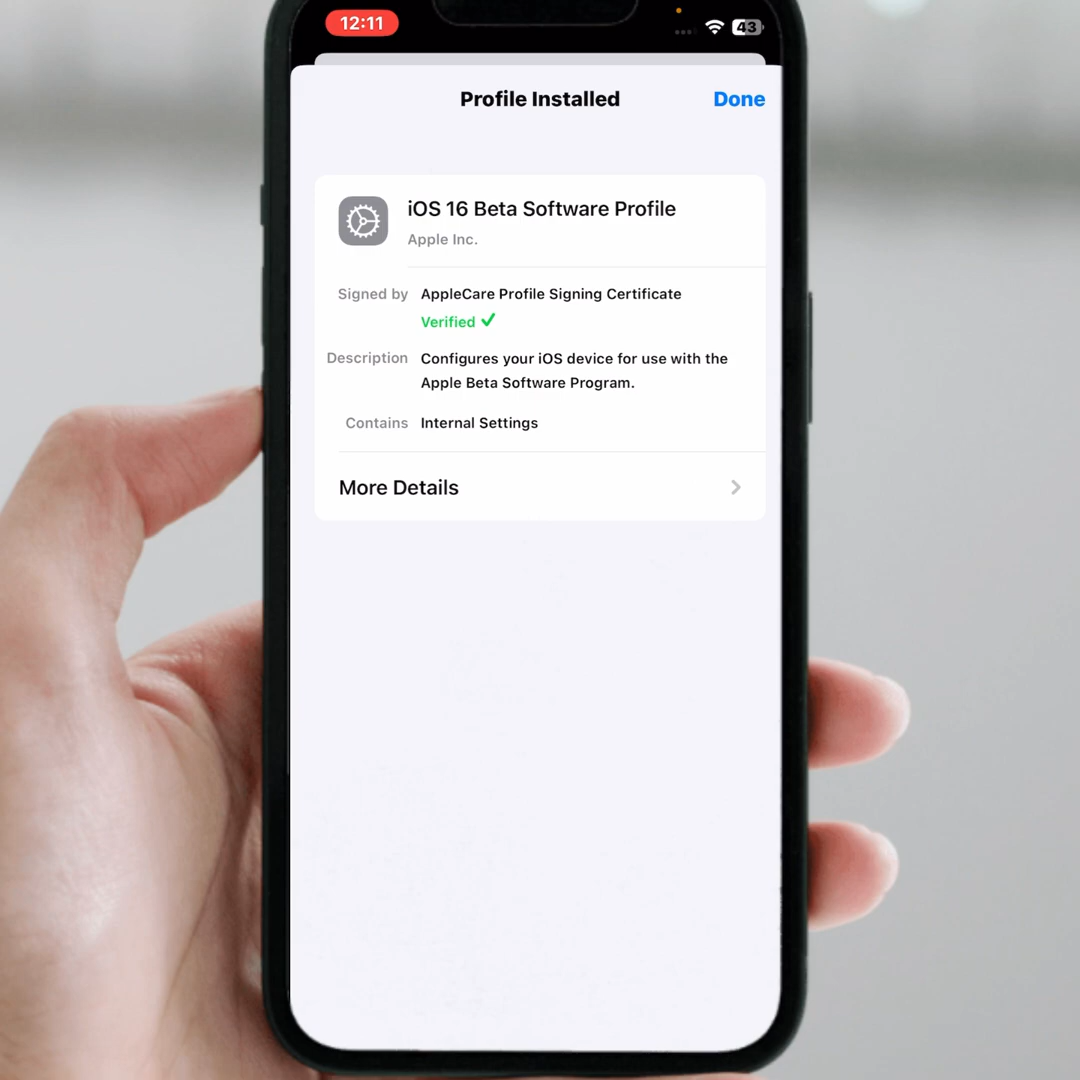 12:11
43
Profile Installed
Done
iOS 16 Beta Software Profile
Apple Inc.
Signed by AppleCare Profile Signing Certificate
Verified
Description Configures your iOS device for use with the
Apple Beta Software Program.
Contains Internal Settings
More Details